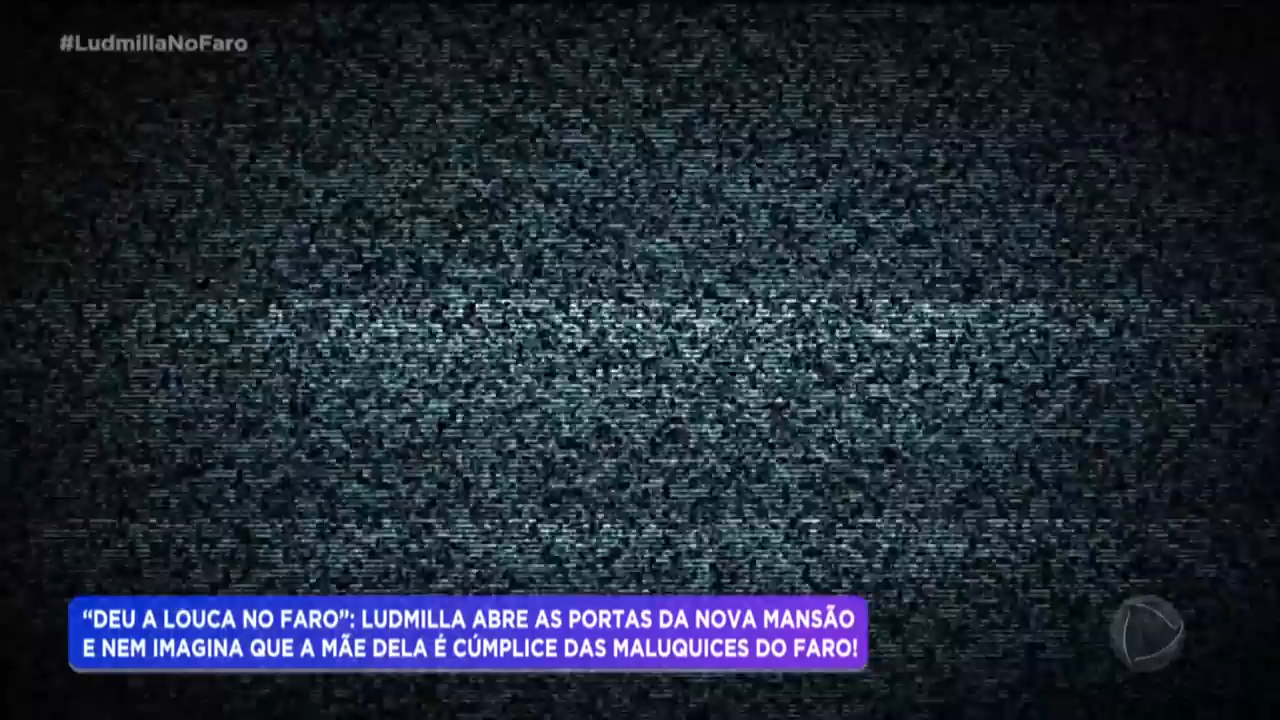 #LudmillaNoFaro
“DEU A LOUCA NO FARO”: LUDMILLA ABRE AS PORTAS DA NOVA MANSÃO
E NEM IMAGINA QUE A MÃE DELA É CÚMPLICE DAS MALUQUICES DO FARO!